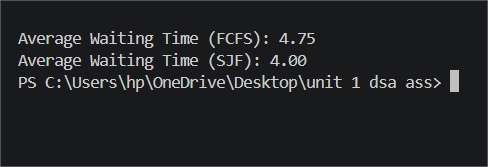 Average Waiting Time (FCFS): 4.75
Average Waiting Time (SJF): 4.00
PS C:\Users\hp\OneDrive\Desktop\unit 1 dsa ass>